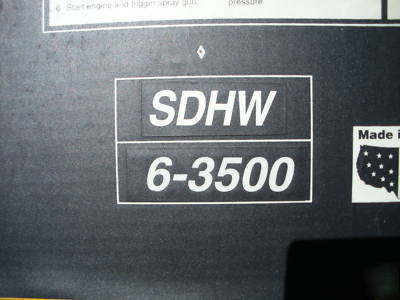 6 Start engine and trigger spray gun.
pressure
SDHW
6-3500
Made i